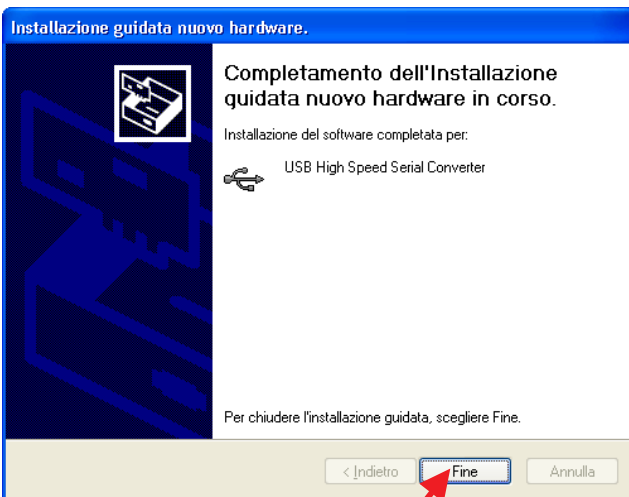 Installazione guidata nuovo hardware.
Completamento dell'Installazione
guidata nuovo hardware in corso.
Installazione del software completata per:
USB High Speed Serial Converter
Per chiudere l'installazione guidata, scegliere Fine.
< Indietro
Fine
Annulla